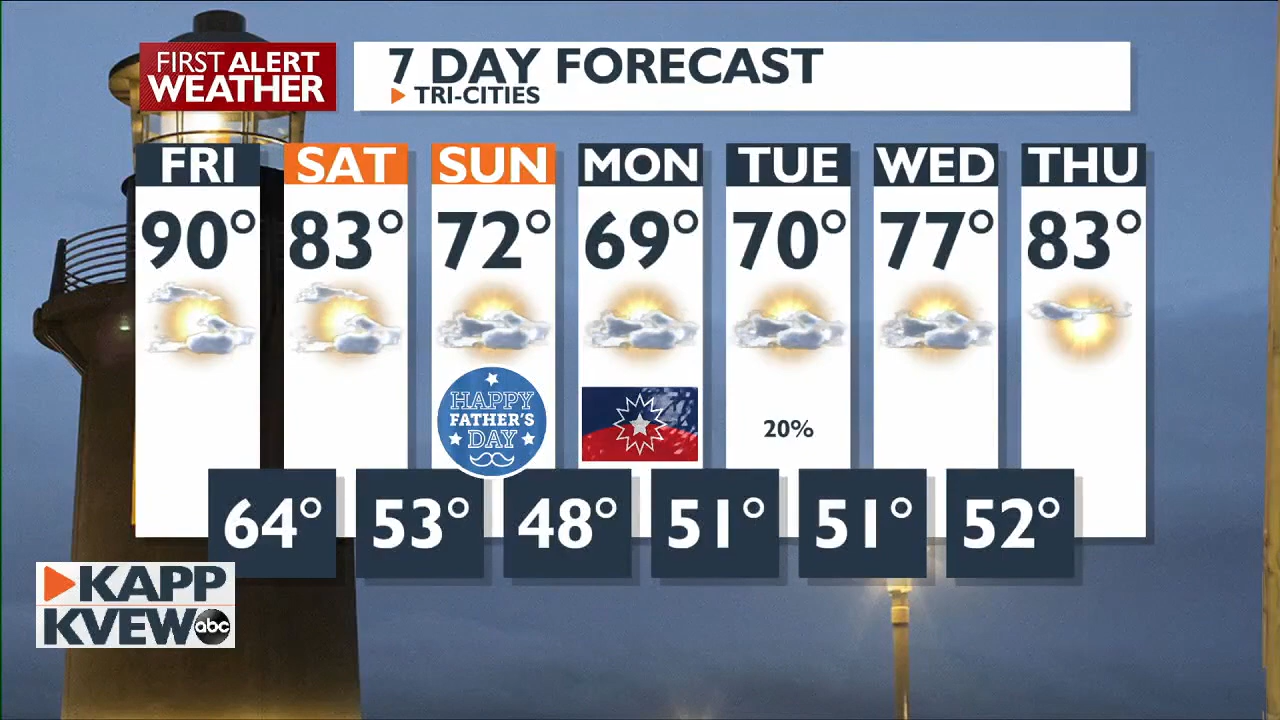 FIRST ALERT
WEATHER
7 DAY FORECAST
TRI-CITIES
FRI SAT SUN MON TUE WED THU
90° 83° 72° 69° 70° 77° 83°
HAPPY
FATHER'S
DAY
20%
64° 53° 48° 51° 51° 52°
KAPP
KVEW abc